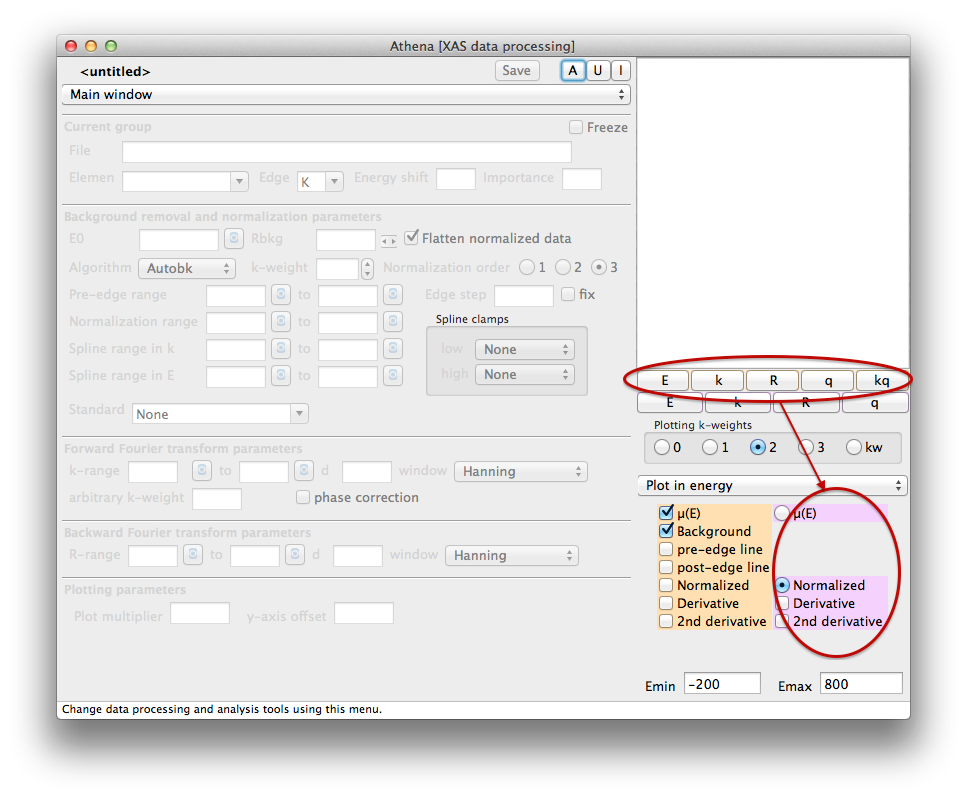 Athena [XAS data processing]
<untitled> Save A U I
Main window
Current group Freeze
File
Elemen Edge K Energy shift Importance
Background removal and normalization parameters
E0 Rbkg Flatten normalized data
Algorithm Autobk k-weight Normalization order 1 2 3
Pre-edge range to Edge step fix
Normalization range to Spline clamps
Spline range in k to low None
Spline range in E to high None
Standard None
Forward Fourier transform parameters
k-range to d window Hanning
arbitrary k-weight phase correction
Backward Fourier transform parameters
R-range to d window Hanning
Plotting parameters
Plot multiplier y-axis offset
E k R q kq
E k R q
Plotting k-weights
0 1 2 3 kw
Plot in energy
μ(E) μ(E)
Background
pre-edge line
post-edge line
Normalized Normalized
Derivative Derivative
2nd derivative 2nd derivative
Emin -200 Emax 800
Change data processing and analysis tools using this menu.